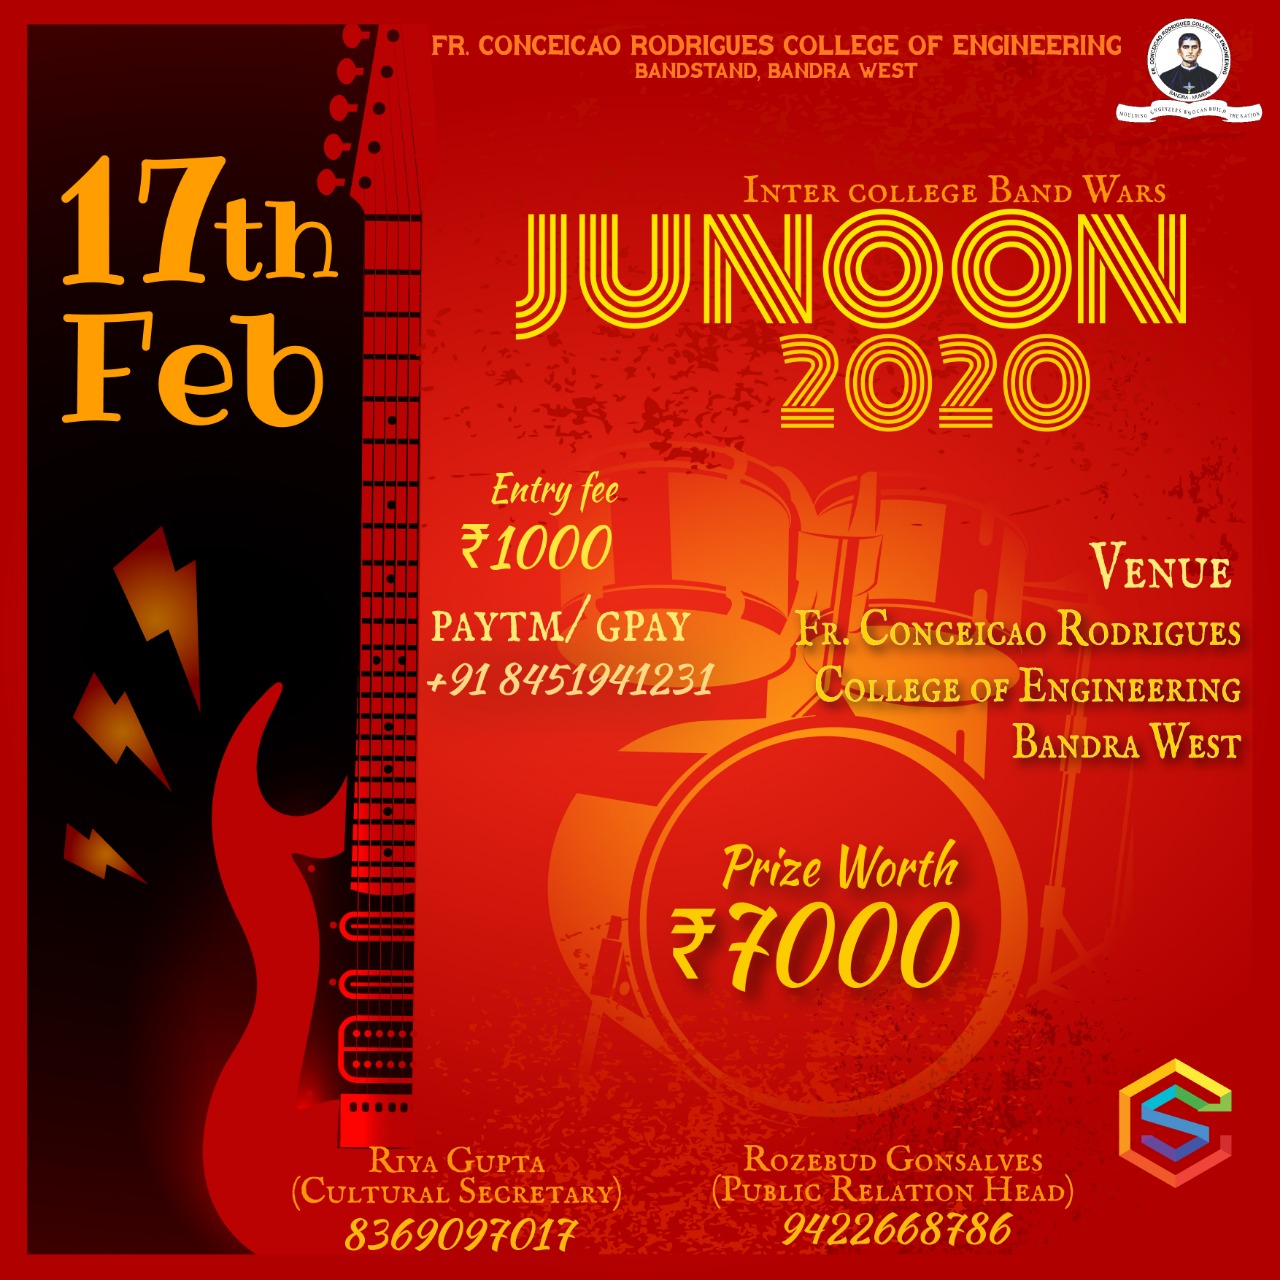 FR. CONCEICAO RODRIGUES COLLEGE OF ENGINEERING
BANDSTAND, BANDRA WEST
FR. CONCEICAO RODRIGUES COLLEGE OF ENGINEERING
BANDRA - MUMBAI
MOULDING ENGINEERS WHO CAN BUILD THE NATION
17th
Feb
INTER COLLEGE BAND WARS
JUNOON
2020
Entry fee
₹1000
PAYTM/ GPAY
+91 8451941231
VENUE
FR. CONCEICAO RODRIGUES
COLLEGE OF ENGINEERING
BANDRA WEST
Prize Worth
₹7000
RIYA GUPTA
(CULTURAL SECRETARY)
8369097017
ROZEBUD GONSALVES
(PUBLIC RELATION HEAD)
9422668786